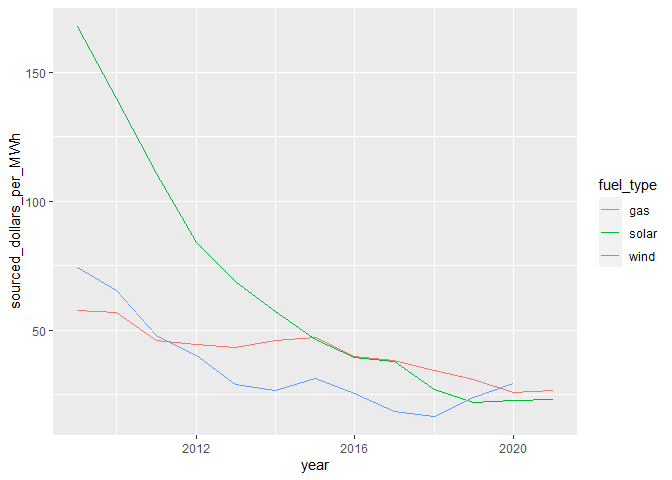 sourced_dollars_per_MWh
150
100
50
2012
2016
2020
year
fuel_type
gas
solar
wind